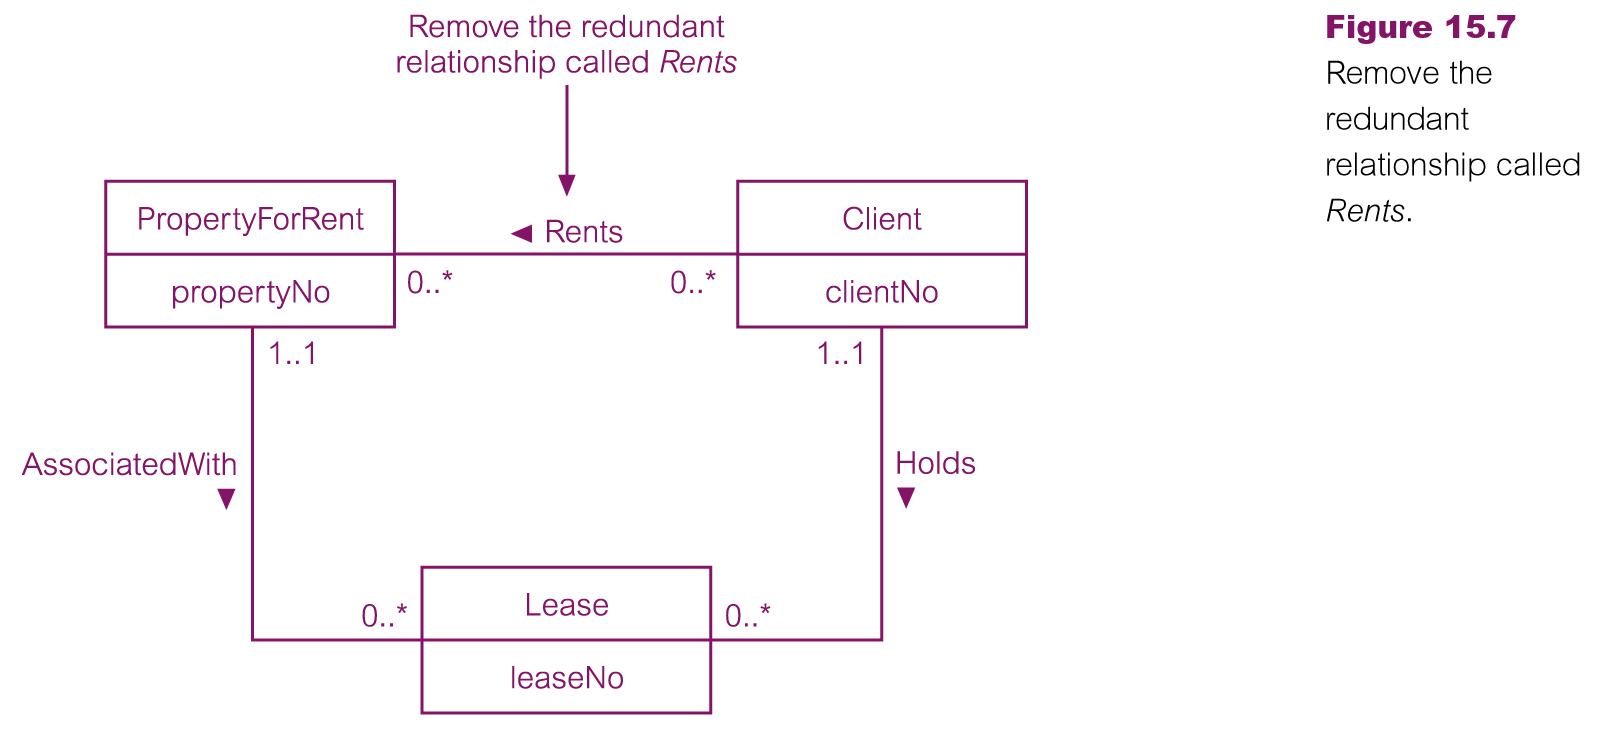 Remove the redundant
relationship called Rents
Figure 15.7
Remove the
redundant
relationship called
Rents.
PropertyForRent
propertyNo
◄ Rents
0..*
0..*
Client
clientNo
1..1
1..1
AssociatedWith
▼
Holds
▼
0..*
0..*
Lease
leaseNo